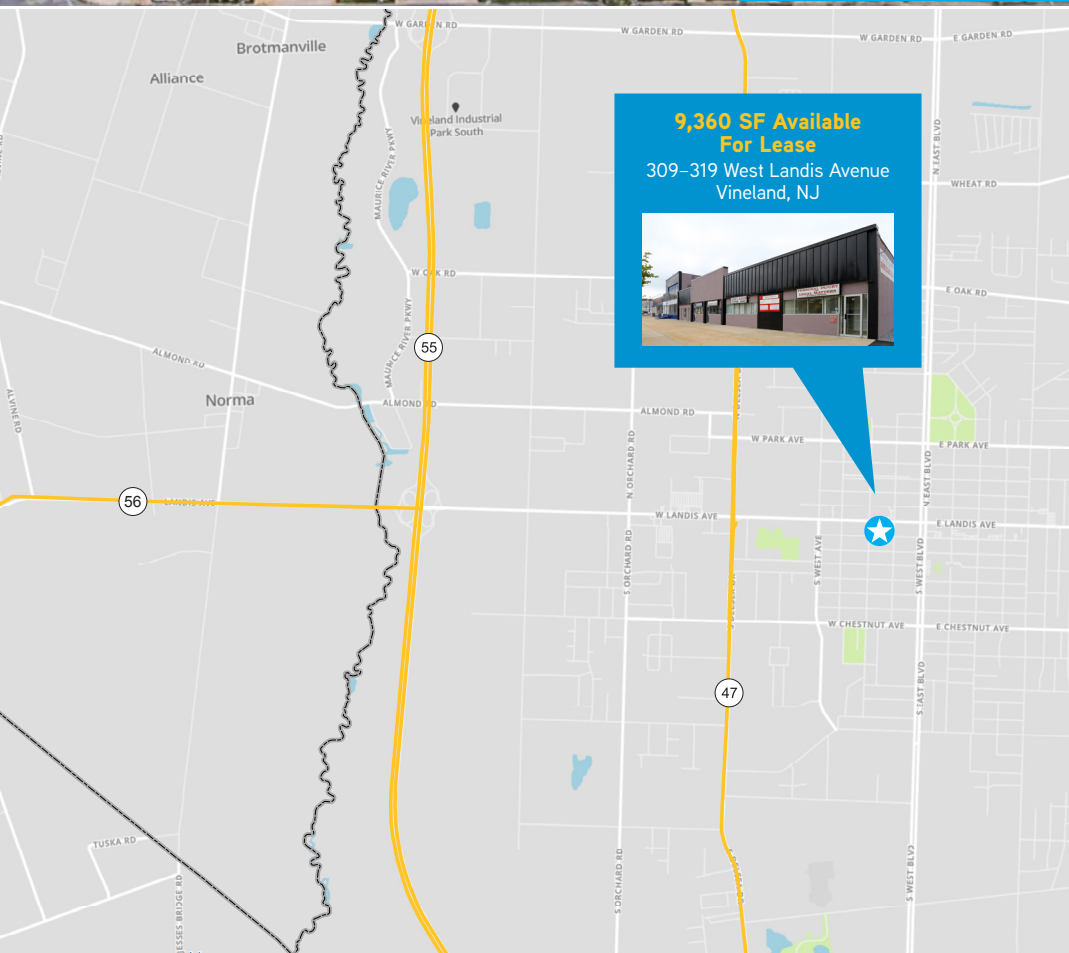 W GARDEN RD
W GARDEN RD
W GARDEN RD
E GARDEN RD
Brotmanville
Alliance
Vineland Industrial
Park South
MAURICE RIVER PKWY
N EAST BLVD
9,360 SF Available
For Lease
309–319 West Landis Avenue
Vineland, NJ
WHEAT RD
W OAK RD
E OAK RD
MAURICE RIVER PKWY
55
ALMOND RD
Norma
ALVINE RD
ALMOND RD
ALMOND RD
W PARK AVE
E PARK AVE
N ORCHARD RD
N EAST BLVD
56
LANDIS AVE
W LANDIS AVE
E LANDIS AVE
S ORCHARD RD
S WEST AVE
S WEST BLVD
W CHESTNUT AVE
E CHESTNUT AVE
S EAST BLVD
47
TUSKA RD
S ORCHARD RD
S WEST BLVD